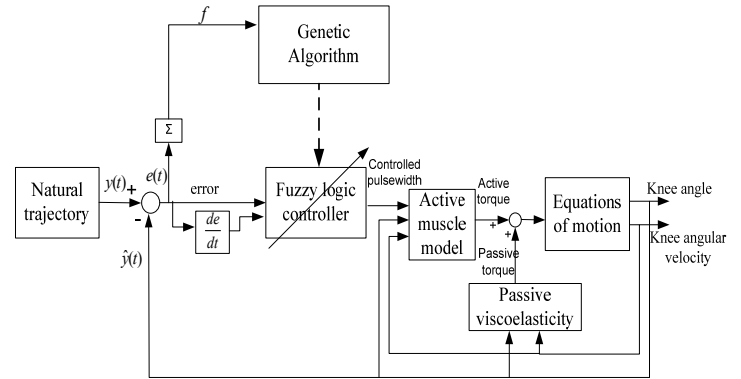 f
Genetic
Algorithm
Σ
Natural
trajectory
y(t)
+
-
e(t)
error
de
dt
Fuzzy logic
controller
Controlled
pulsewidth
Active
muscle
model
Active
torque
+
+
Passive
torque
Equations
of motion
Knee angle
Knee angular
velocity
ŷ(t)
Passive
viscoelasticity